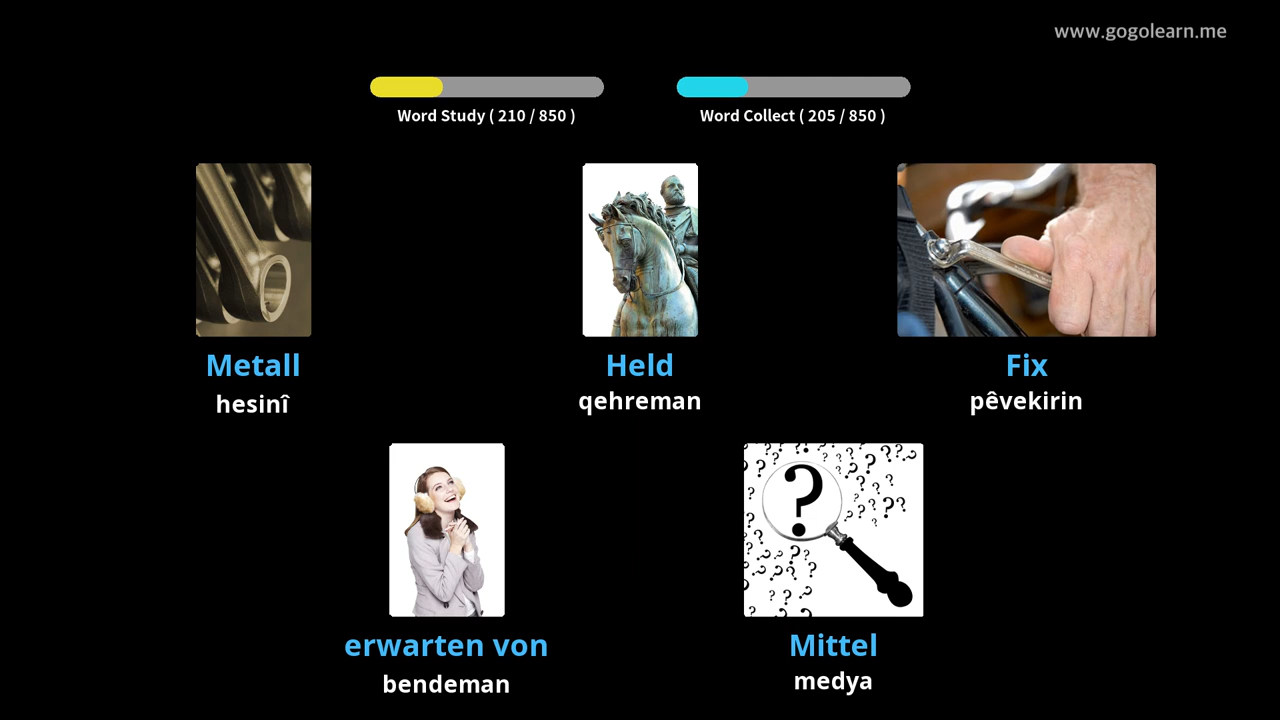 www.gogolearn.me
Word Study ( 210 / 850 )
Word Collect ( 205 / 850 )
Metall
hesinî
Held
qehreman
Fix
pêvekirin
erwarten von
bendeman
Mittel
medya